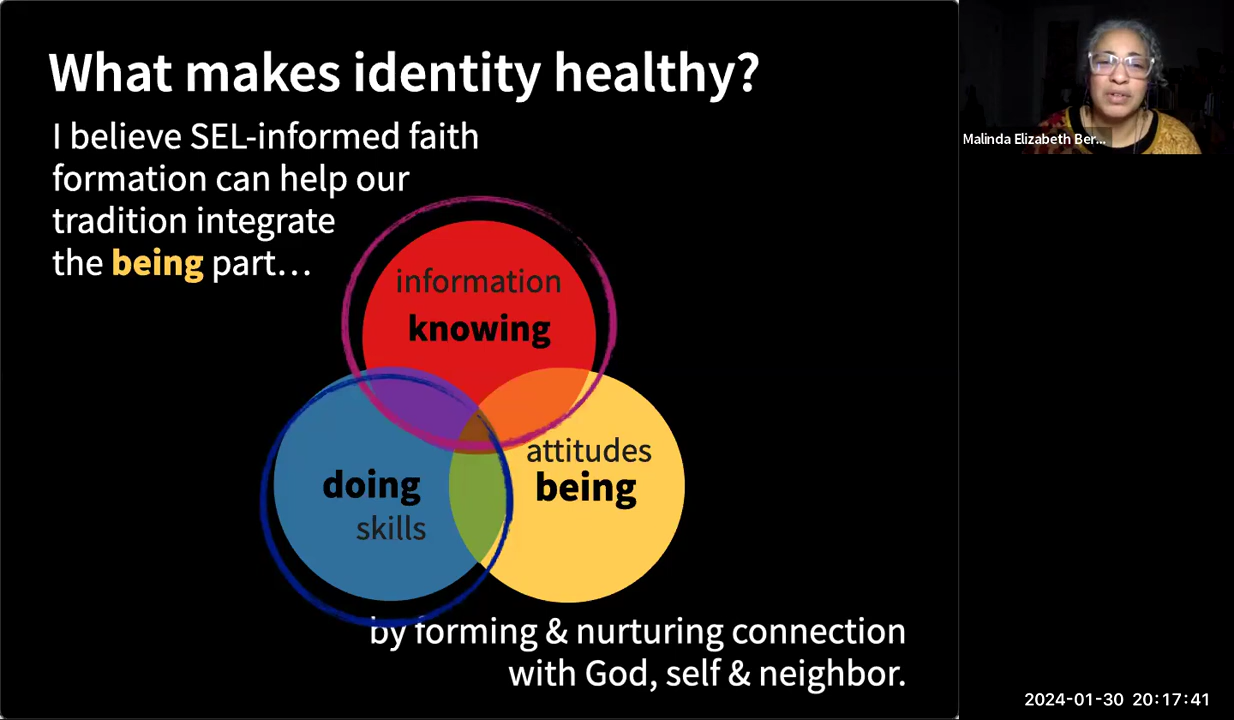 What makes identity healthy?
I believe SEL-informed faith
formation can help our
tradition integrate
the being part...
information
knowing
attitudes
being
doing
skills
by forming & nurturing connection
with God, self & neighbor.
Malinda Elizabeth Ber...
2024-01-30 20:17:41